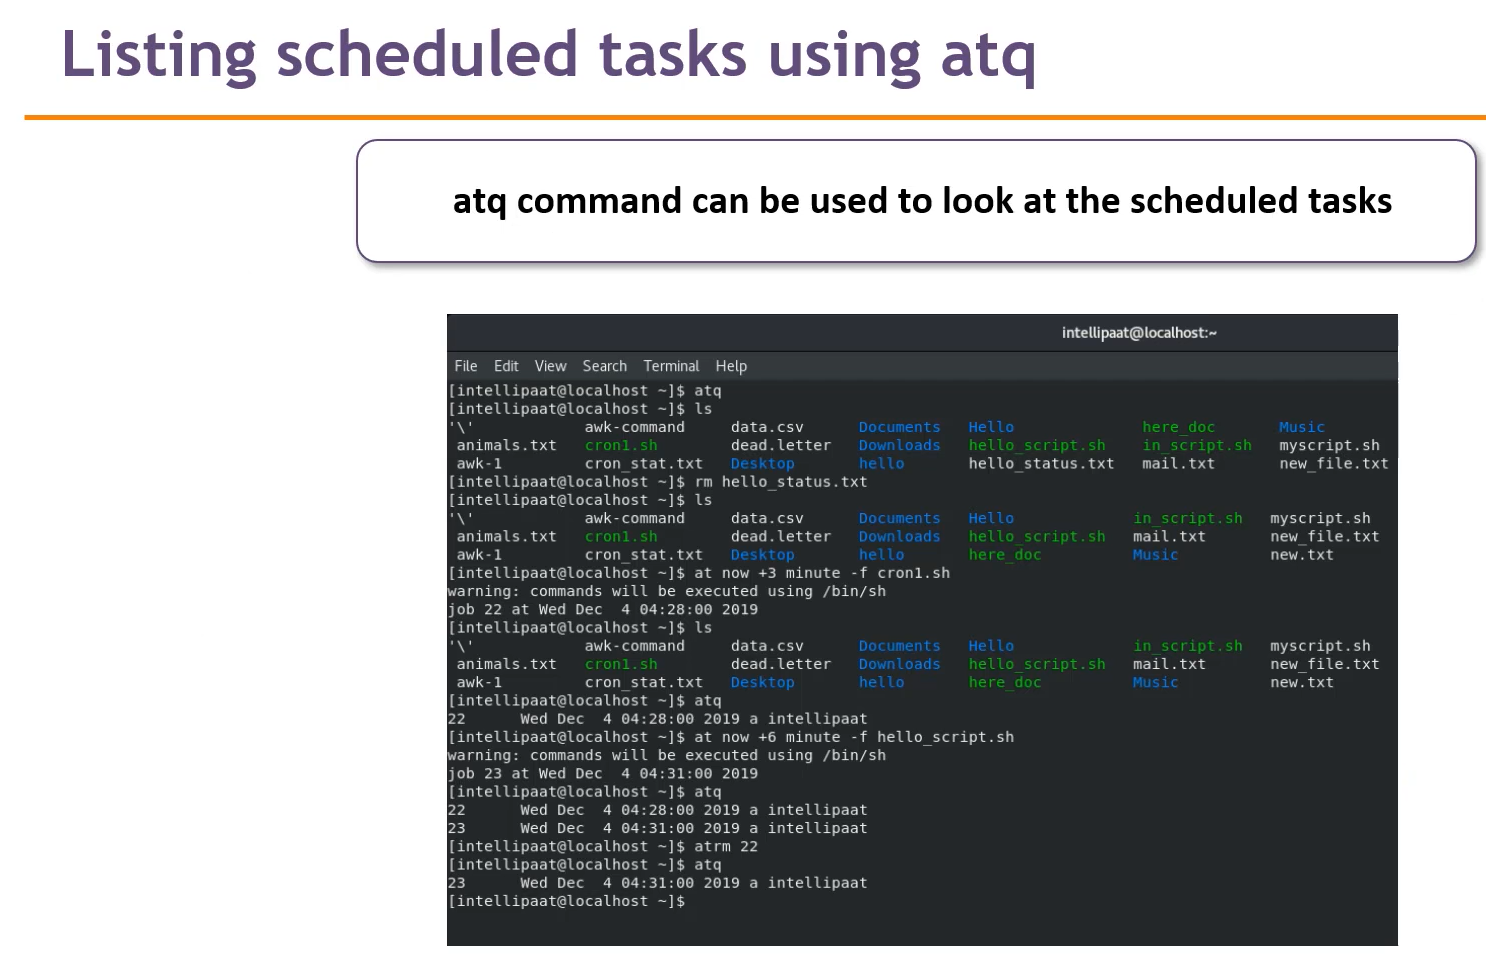 Listing scheduled tasks using atq
atq command can be used to look at the scheduled tasks
intellipaat@localhost:~
File Edit View Search Terminal Help
[intellipaat@localhost ~]$ atq
[intellipaat@localhost ~]$ ls
'\' awk-command data.csv Documents Hello here_doc Music
animals.txt cron1.sh dead.letter Downloads hello_script.sh in_script.sh myscript.sh
awk-1 cron_stat.txt Desktop hello hello_status.txt mail.txt new_file.txt
[intellipaat@localhost ~]$ rm hello_status.txt
[intellipaat@localhost ~]$ ls
'\' awk-command data.csv Documents Hello in_script.sh myscript.sh
animals.txt cron1.sh dead.letter Downloads hello_script.sh mail.txt new_file.txt
awk-1 cron_stat.txt Desktop hello here_doc Music new.txt
[intellipaat@localhost ~]$ at now +3 minute -f cron1.sh
warning: commands will be executed using /bin/sh
job 22 at Wed Dec 4 04:28:00 2019
[intellipaat@localhost ~]$ ls
'\' awk-command data.csv Documents Hello in_script.sh myscript.sh
animals.txt cron1.sh dead.letter Downloads hello_script.sh mail.txt new_file.txt
awk-1 cron_stat.txt Desktop hello here_doc Music new.txt
[intellipaat@localhost ~]$ atq
22 Wed Dec 4 04:28:00 2019 a intellipaat
[intellipaat@localhost ~]$ at now +6 minute -f hello_script.sh
warning: commands will be executed using /bin/sh
job 23 at Wed Dec 4 04:31:00 2019
[intellipaat@localhost ~]$ atq
22 Wed Dec 4 04:28:00 2019 a intellipaat
23 Wed Dec 4 04:31:00 2019 a intellipaat
[intellipaat@localhost ~]$ atrm 22
[intellipaat@localhost ~]$ atq
23 Wed Dec 4 04:31:00 2019 a intellipaat
[intellipaat@localhost ~]$